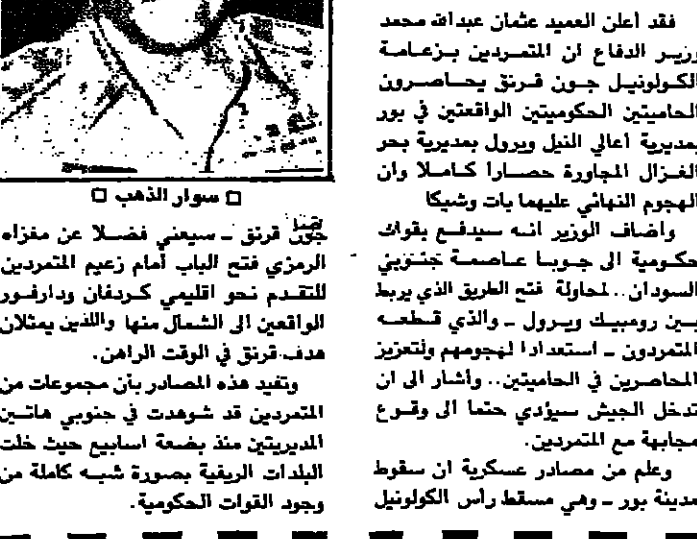 فقد أعلن العميد عثمان عبدالله محمد
وزير الدفاع ان المتمردين بزعامة
الكولونيل جون قرنق يحاصرون
الحاميتين الحكوميتين الواقعتين في بور
بمديرية أعالي النيل ويرول بمديرية بحر
الغزال المجاورة حصارا كاملا وان
الهجوم النهائي عليهما بات وشيكا
واضاف الوزير انه سيدفع بقوات
حكومية الى جوبا عاصمة جنوبي
السودان.. لمحاولة فتح الطريق الذي يربط
بين رومبيك ويرول ـ والذي قطعه
المتمردون ـ استعدادا لهجومهم ولتعزيز
المحاصرين في الحاميتين.. وأشار الى ان
تدخل الجيش سيؤدي حتما الى وقوع
مجابهة مع المتمردين.
وعلم من مصادر عسكرية ان سقوط
مدينة بور ـ وهي مسقط رأس الكولونيل
□ سوار الذهب □
جون قرنق ـ سيعني فضلا عن مغزاه
الرمزي فتح الباب أمام زعيم المتمردين
للتقدم نحو اقليمي كردفان ودارفور
الواقعين الى الشمال منها واللذين يمثلان
هدف قرنق في الوقت الراهن.
وتفيد هذه المصادر بأن مجموعات من
المتمردين قد شوهدت في جنوبي هاتين
المديريتين منذ بضعة اسابيع حيث خلت
البلدات الريفية بصورة شبه كاملة من
وجود القوات الحكومية.